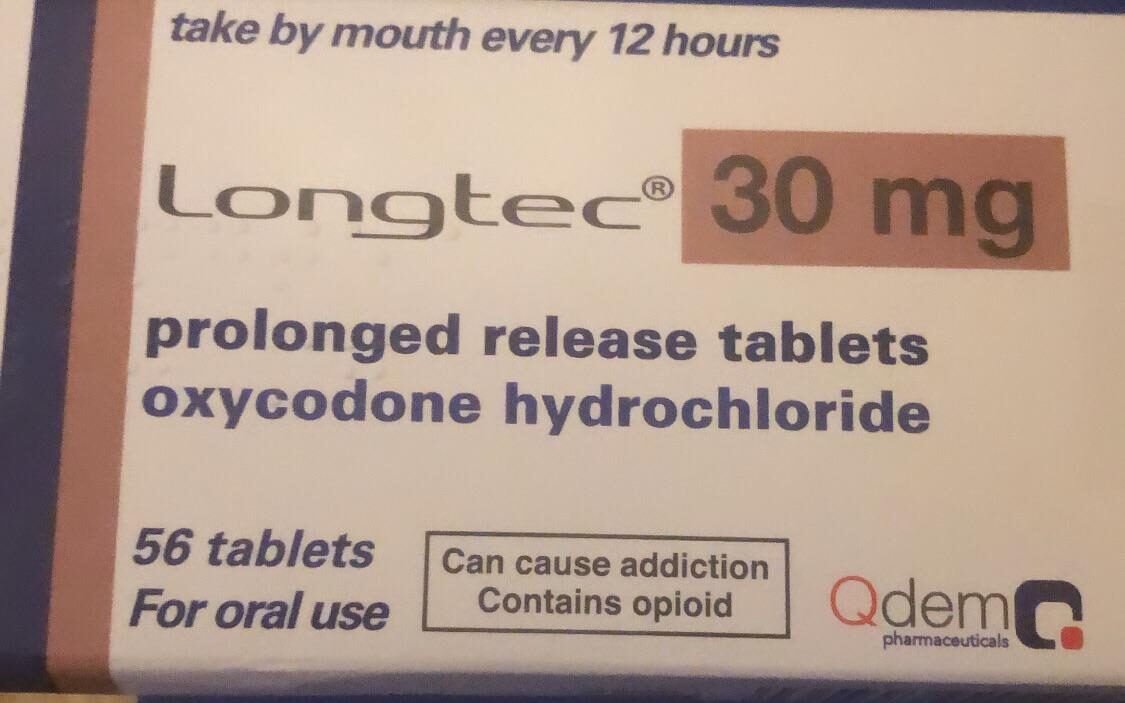 take by mouth every 12 hours
Longtec® 30 mg
prolonged release tablets
oxycodone hydrochloride
56 tablets
For oral use
Can cause addiction
Contains opioid
Qdem
pharmaceuticals